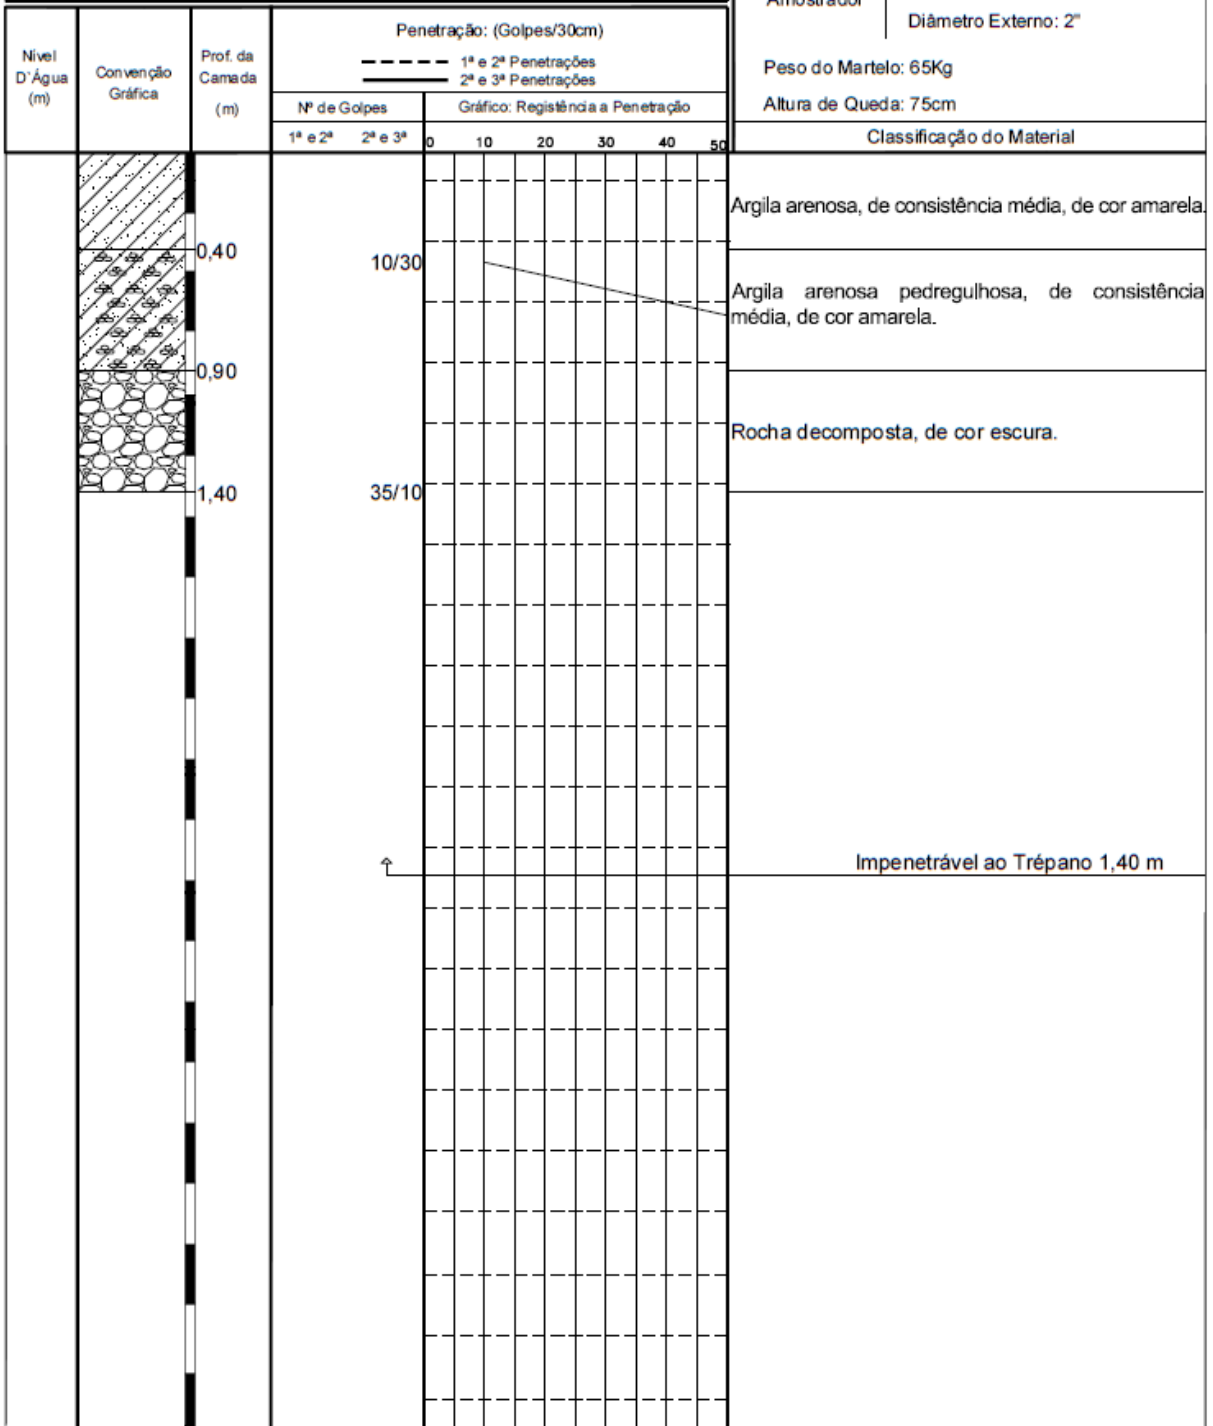 Amostrador
Diâmetro Externo: 2"
Peso do Martelo: 65Kg
Altura de Queda: 75cm
Classificação do Material
Nivel
D`Água
(m)
Convenção
Gráfica
Prof. da
Camada
(m)
Penetração: (Golpes/30cm)
1ª e 2ª Penetrações
2ª e 3ª Penetrações
Nº de Golpes
Gráfico: Registência a Penetração
1ª e 2ª 2ª e 3ª
0 10 20 30 40 50
Argila arenosa, de consistência média, de cor amarela.
0,40
10/30
Argila arenosa pedregulhosa, de consistência
média, de cor amarela.
0,90
Rocha decomposta, de cor escura.
1,40
35/10
Impenetrável ao Trépano 1,40 m